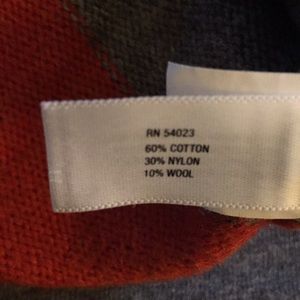 RN 54023
60% COTTON
30% NYLON
10% WOOL